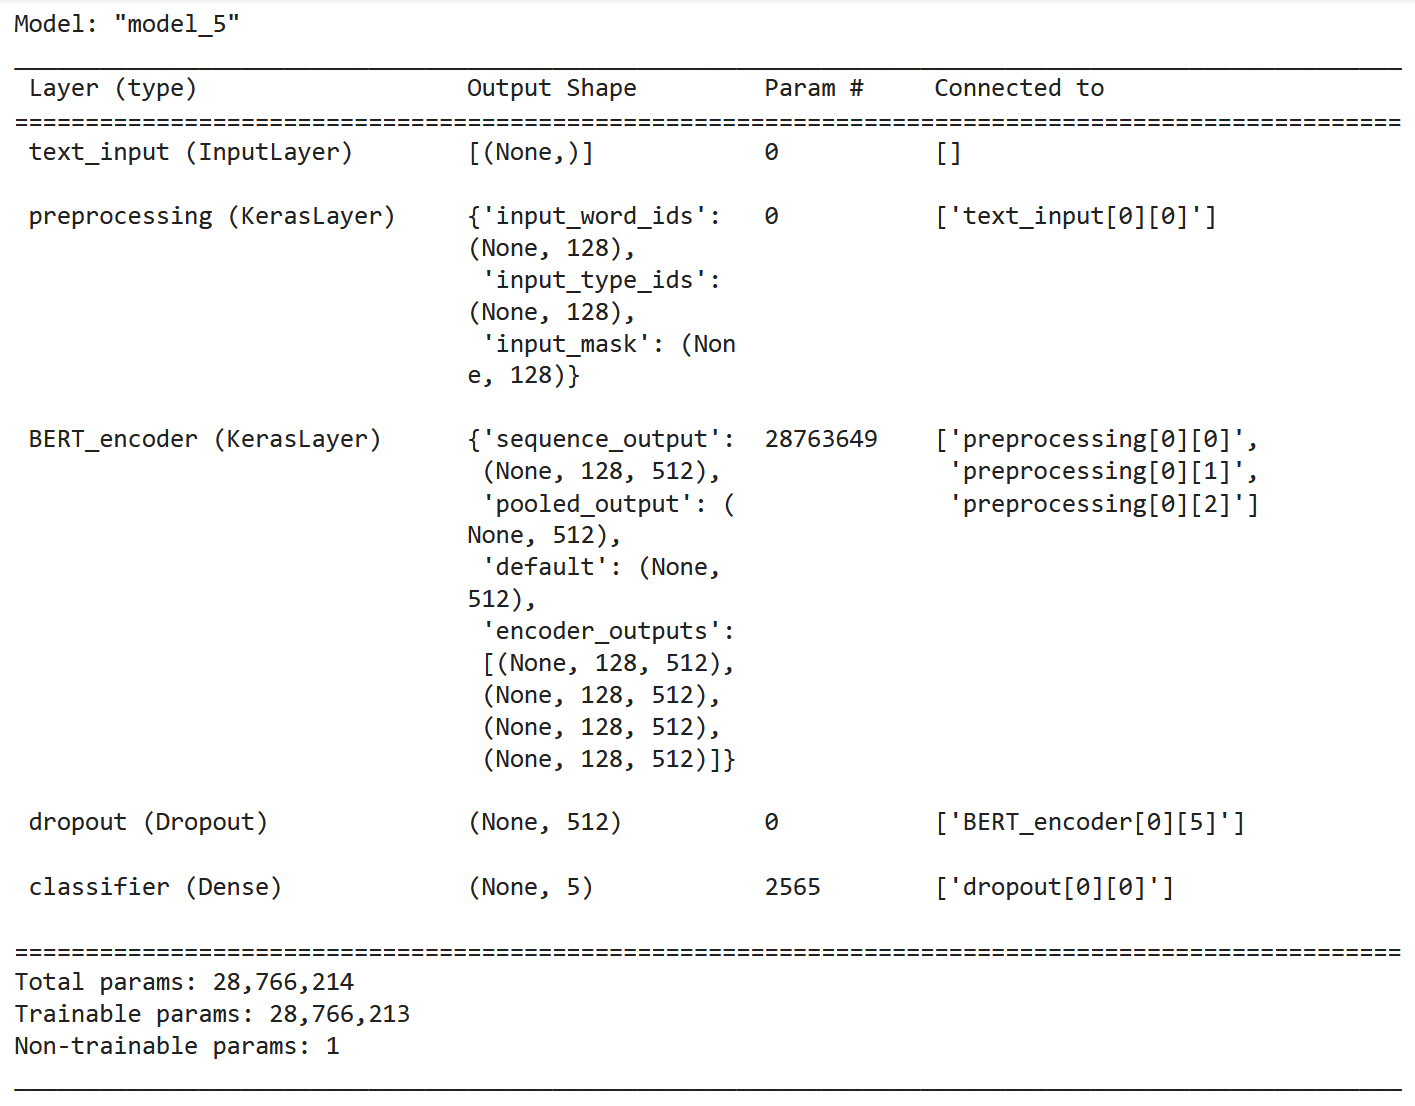 Model: "model_5"
Layer (type) Output Shape Param # Connected to
text_input (InputLayer) [(None,)] 0 []
preprocessing (KerasLayer) {'input_word_ids': 0 ['text_input[0][0]']
(None, 128),
'input_type_ids':
(None, 128),
'input_mask': (Non
e, 128)}
BERT_encoder (KerasLayer) {'sequence_output': 28763649 ['preprocessing[0][0]',
(None, 128, 512), 'preprocessing[0][1]',
'pooled_output': ( 'preprocessing[0][2]']
None, 512),
'default': (None,
512),
'encoder_outputs':
[(None, 128, 512),
(None, 128, 512),
(None, 128, 512),
(None, 128, 512)]}
dropout (Dropout) (None, 512) 0 ['BERT_encoder[0][5]']
classifier (Dense) (None, 5) 2565 ['dropout[0][0]']
Total params: 28,766,214
Trainable params: 28,766,213
Non-trainable params: 1